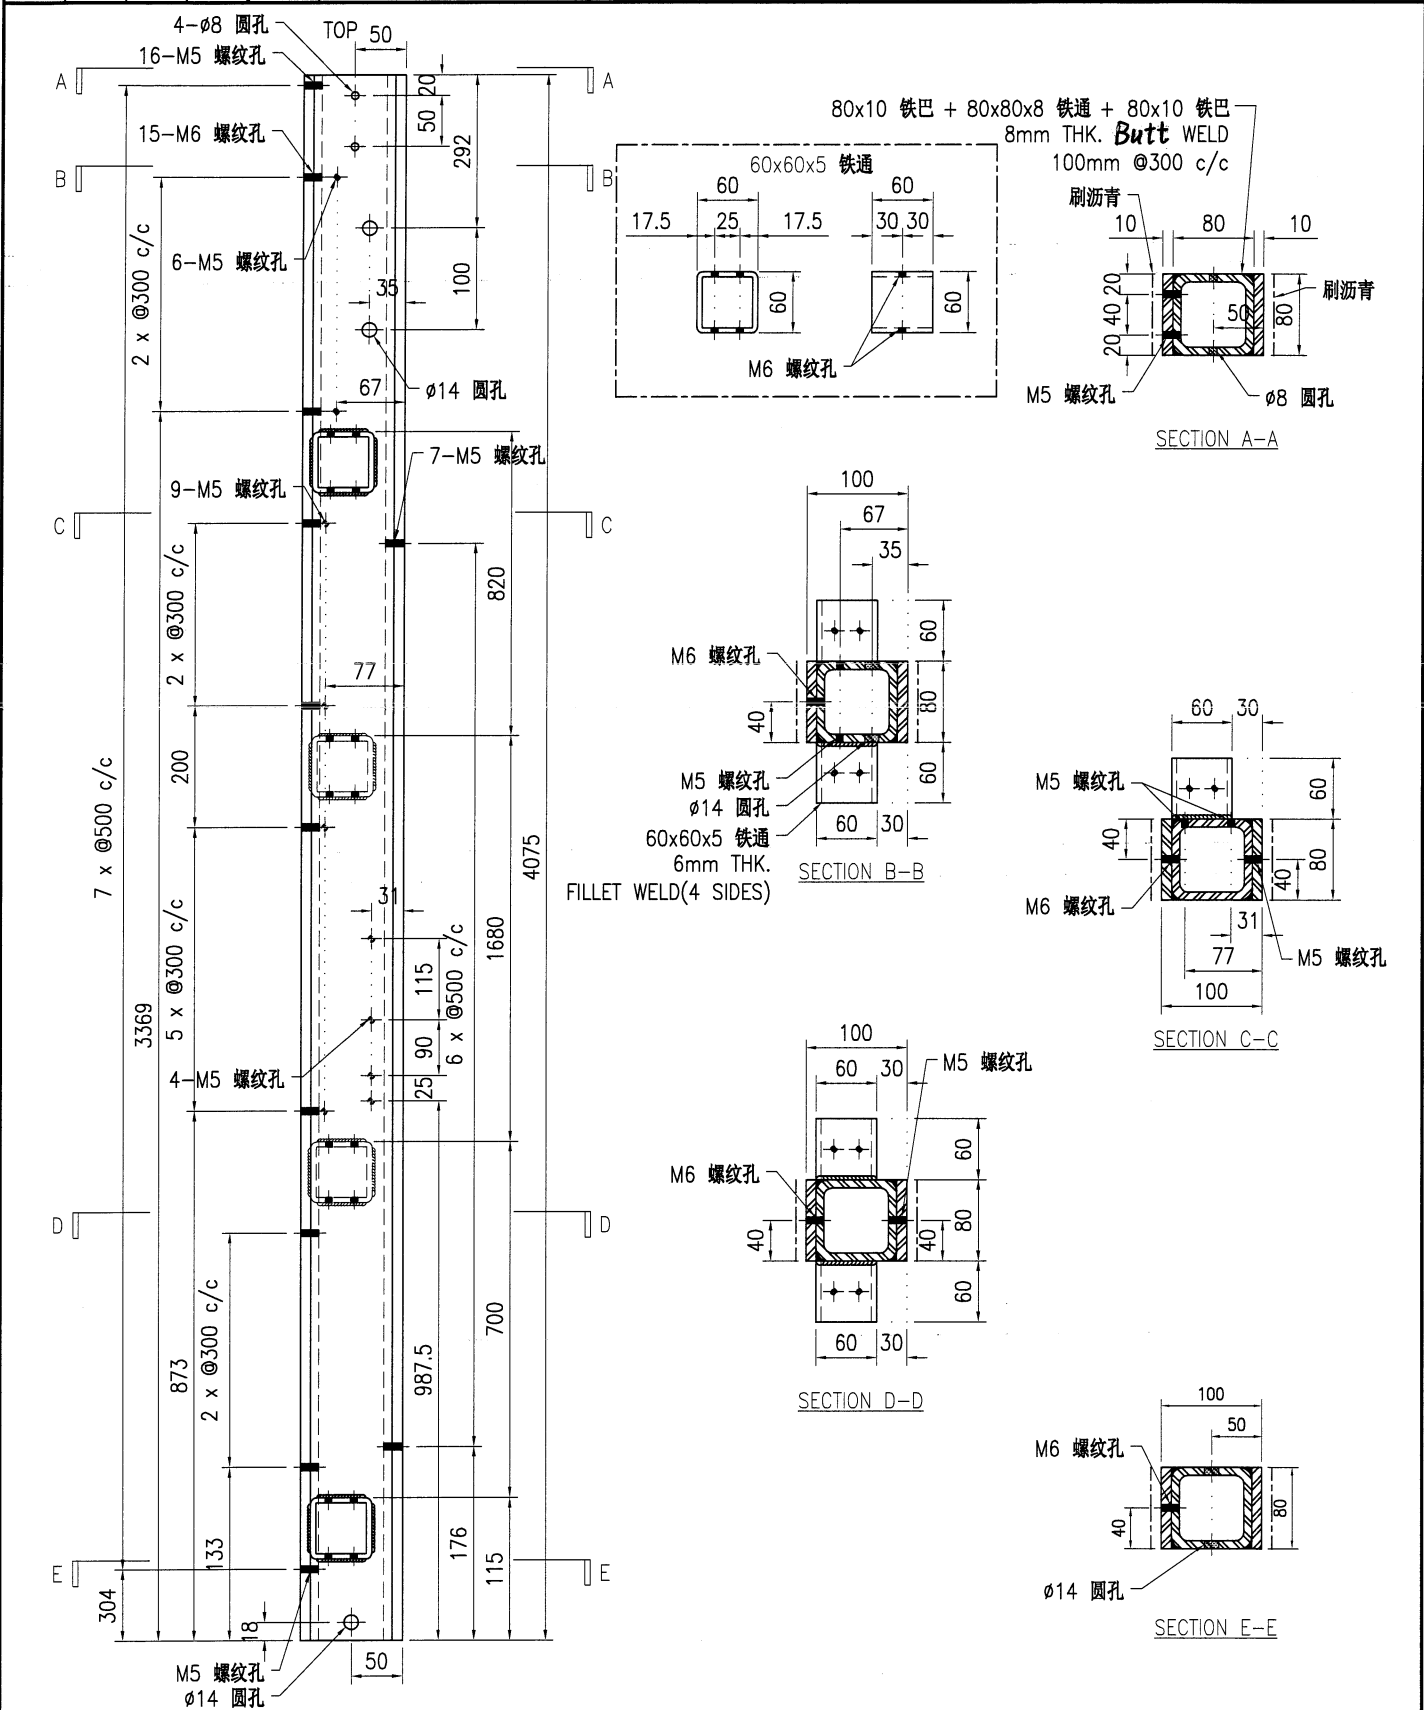 4-ø8 圆孔
TOP
50
16-M5 螺纹孔
A
A
20
50
292
15-M6 螺纹孔
B
B
2 x @300 c/c
6-M5 螺纹孔
35
100
67
ø14 圆孔
7-M5 螺纹孔
9-M5 螺纹孔
C
C
2 x @300 c/c
820
77
7 x @500 c/c
200
4075
31
3369
5 x @300 c/c
115
6 x @500 c/c
1680
90
4-M5 螺纹孔
25
D
D
873
2 x @300 c/c
987.5
700
133
176
115
E
E
304
18
50
M5 螺纹孔
ø14 圆孔
80x10 铁巴 + 80x80x8 铁通 + 80x10 铁巴
8mm THK. Butt WELD
100mm @300 c/c
60x60x5 铁通
60
60
17.5
25
17.5
30
30
60
60
M6 螺纹孔
刷沥青
10
80
10
20
40
20
50
80
刷沥青
M5 螺纹孔
ø8 圆孔
SECTION A-A
100
67
35
60
M6 螺纹孔
40
80
M5 螺纹孔
ø14 圆孔
60
60x60x5 铁通
60
30
6mm THK.
FILLET WELD(4 SIDES)
SECTION B-B
60
30
M5 螺纹孔
60
40
80
40
M6 螺纹孔
31
77
M5 螺纹孔
100
SECTION C-C
100
60
30
M5 螺纹孔
60
M6 螺纹孔
40
40
80
60
60
30
SECTION D-D
100
50
M6 螺纹孔
40
80
ø14 圆孔
SECTION E-E